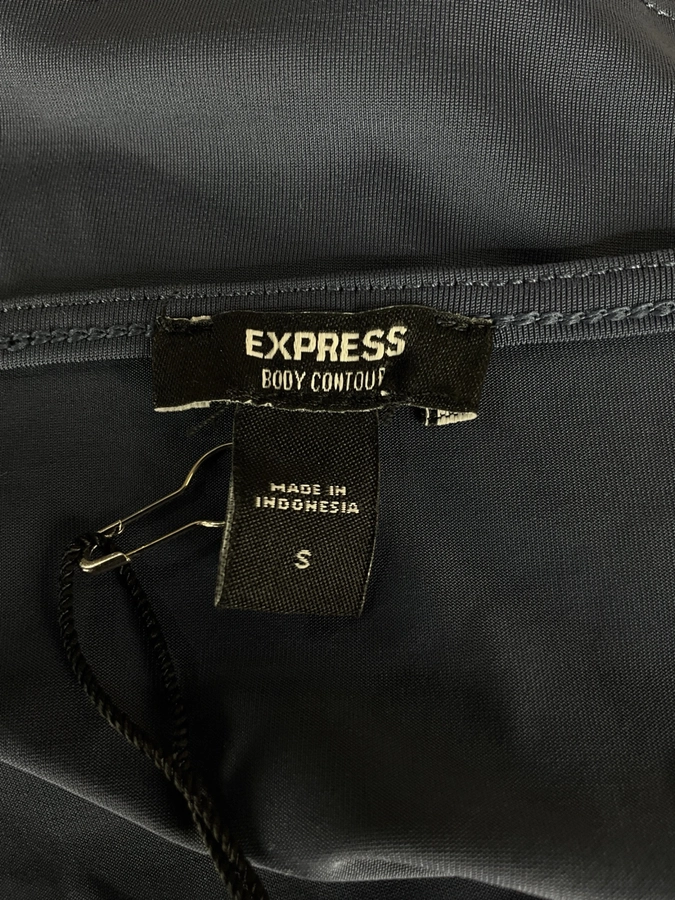 EXPRESS
BODY CONTOUR
MADE IN
INDONESIA
S